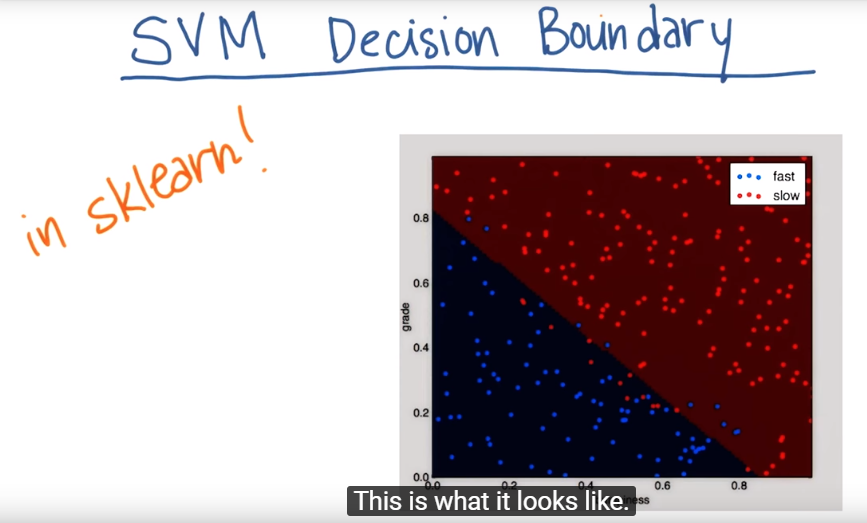 SVM Decision Boundary
in sklearn!
fast
slow
0.8
0.6
0.4
0.2
0.0
grade
0.0 0.2 0.4 0.6 0.8
This is what it looks like.